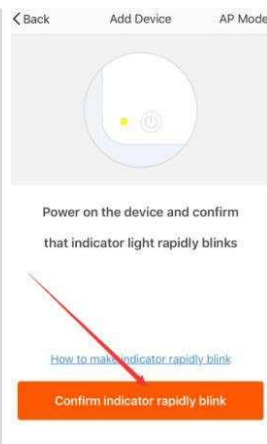 Back Add Device AP Mode
Power on the device and confirm
that indicator light rapidly blinks
How to make indicator rapidly blink
Confirm indicator rapidly blink